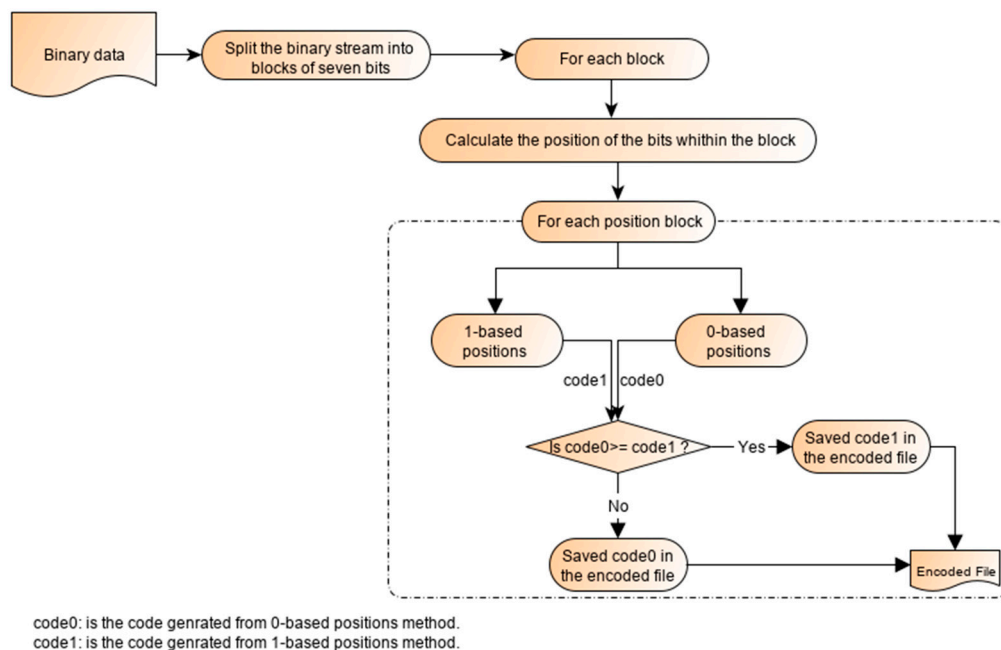 Binary data
Split the binary stream into
blocks of seven bits
For each block
Calculate the position of the bits whithin the block
For each position block
1-based
positions
0-based
positions
code1
code0
Is code0>= code1 ?
Yes
Saved code1 in
the encoded file
No
Saved code0 in
the encoded file
Encoded File
code0: is the code genrated from 0-based positions method.
code1: is the code genrated from 1-based positions method.